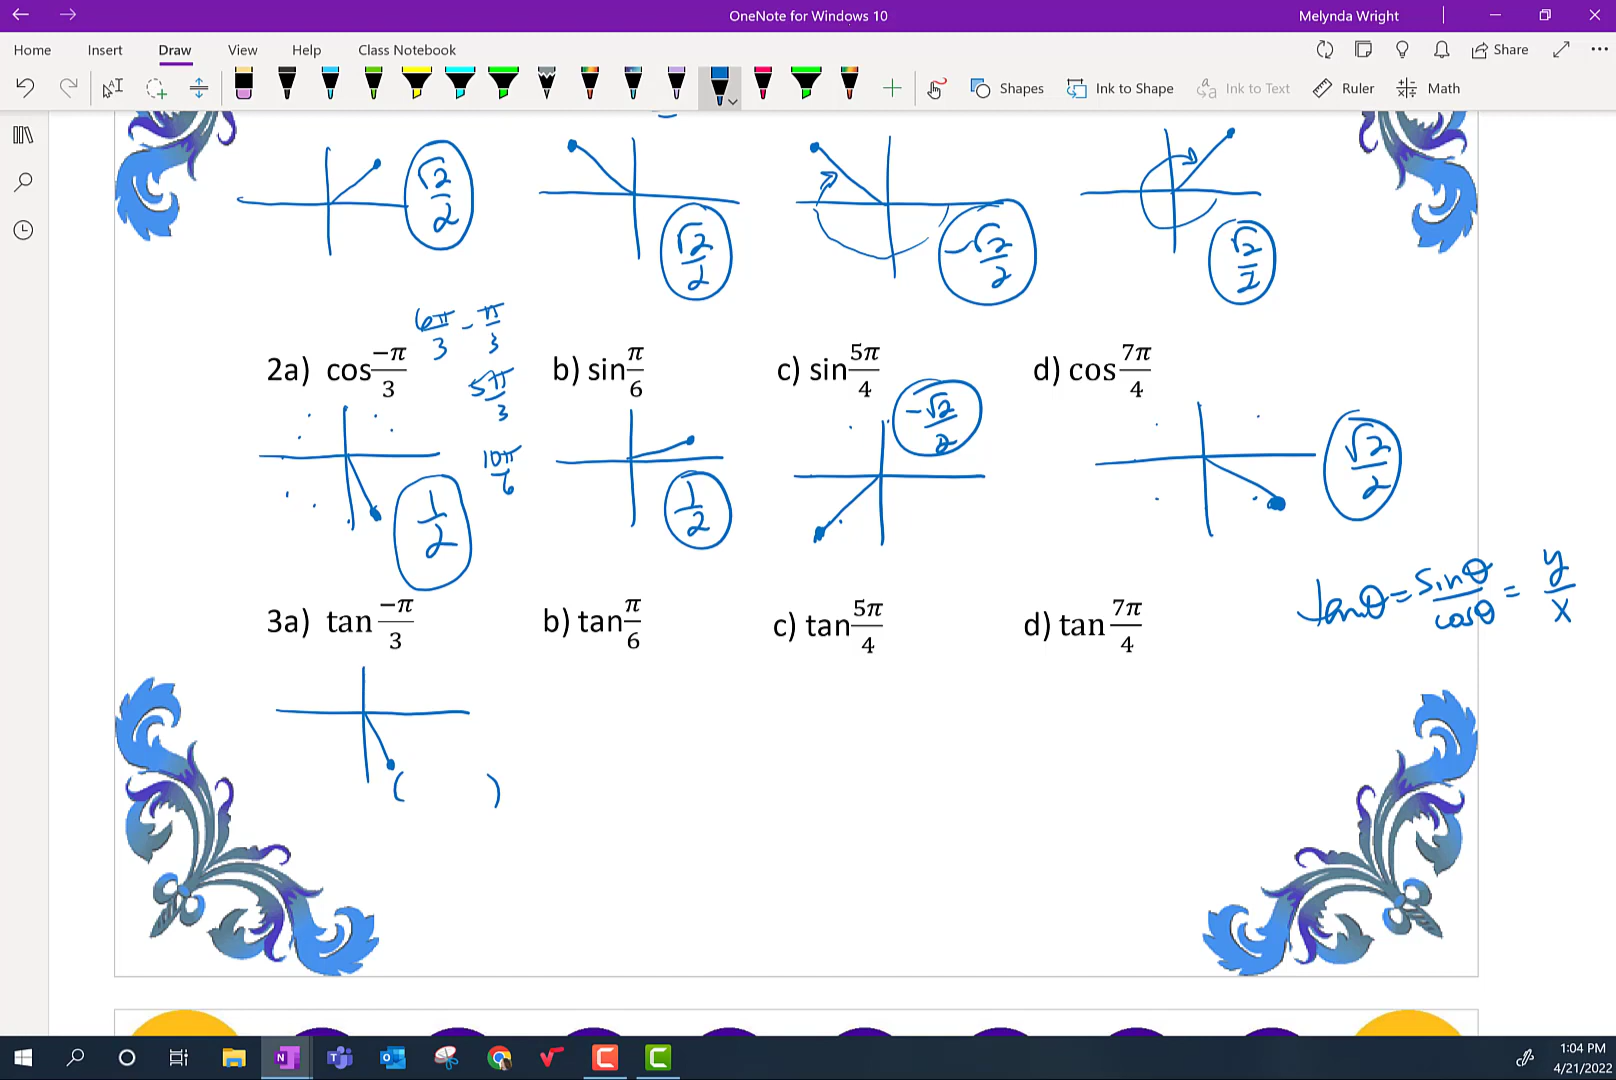 OneNote for Windows 10
Melynda Wright
Home Insert Draw View Help Class Notebook
Share
Shapes Ink to Shape Ink to Text Ruler Math
√2/2 √2/2 -√2/2 √2/2
6π/3 - π/3
5π/3
10π/6
2a) cos -π/3 b) sin π/6 c) sin 5π/4 d) cos 7π/4
1/2 1/2 -√2/2 √2/2
tanθ = sinθ/cosθ = y/x
3a) tan -π/3 b) tan π/6 c) tan 5π/4 d) tan 7π/4
( )
1:04 PM
4/21/2022